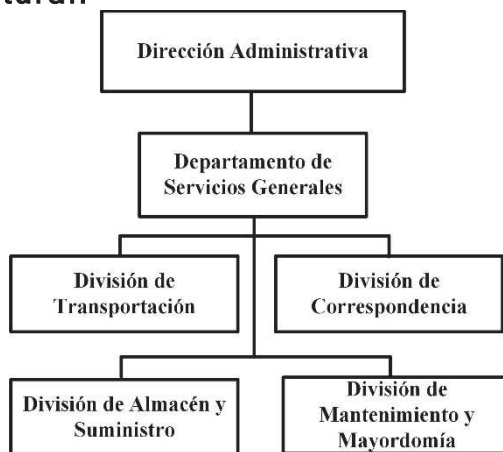 Dirección Administrativa
Departamento de
Servicios Generales
División de
Transportación
División de
Correspondencia
División de Almacén y
Suministro
División de
Mantenimiento y
Mayordomía